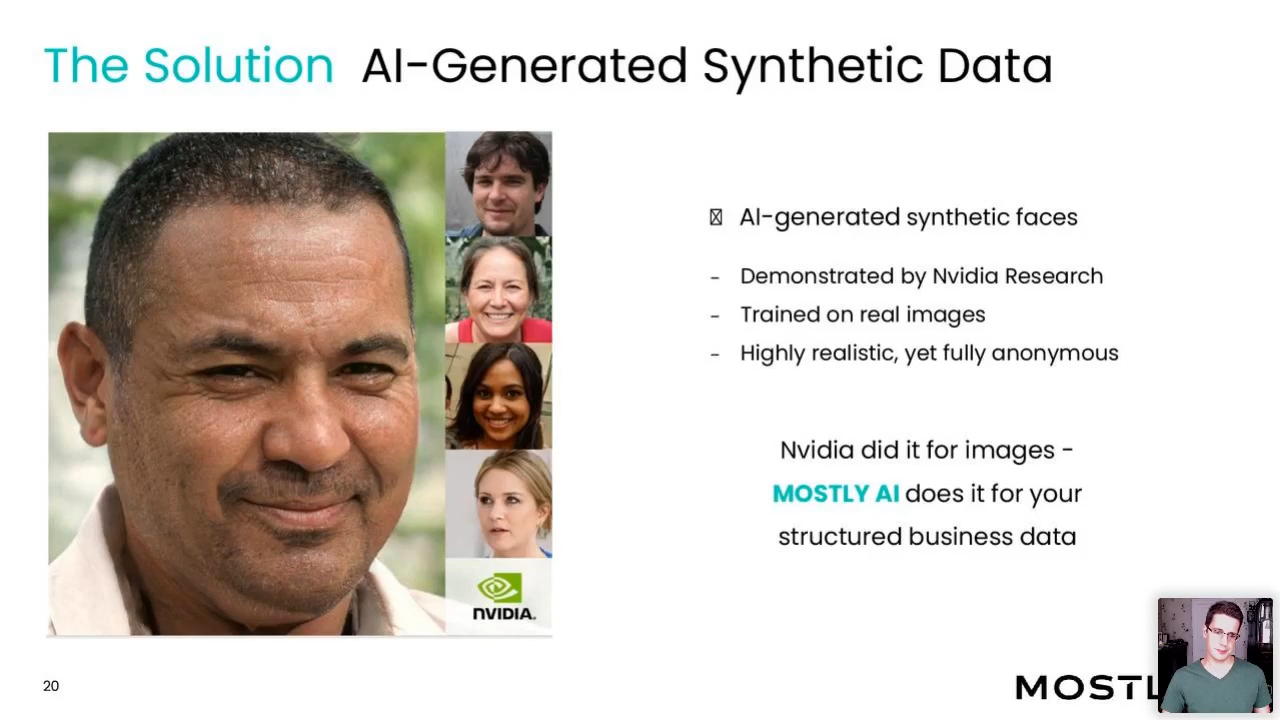 The Solution AI-Generated Synthetic Data
AI-generated synthetic faces
- Demonstrated by Nvidia Research
- Trained on real images
- Highly realistic, yet fully anonymous
Nvidia did it for images -
MOSTLY AI does it for your
structured business data
NVIDIA.
20
MOSTL